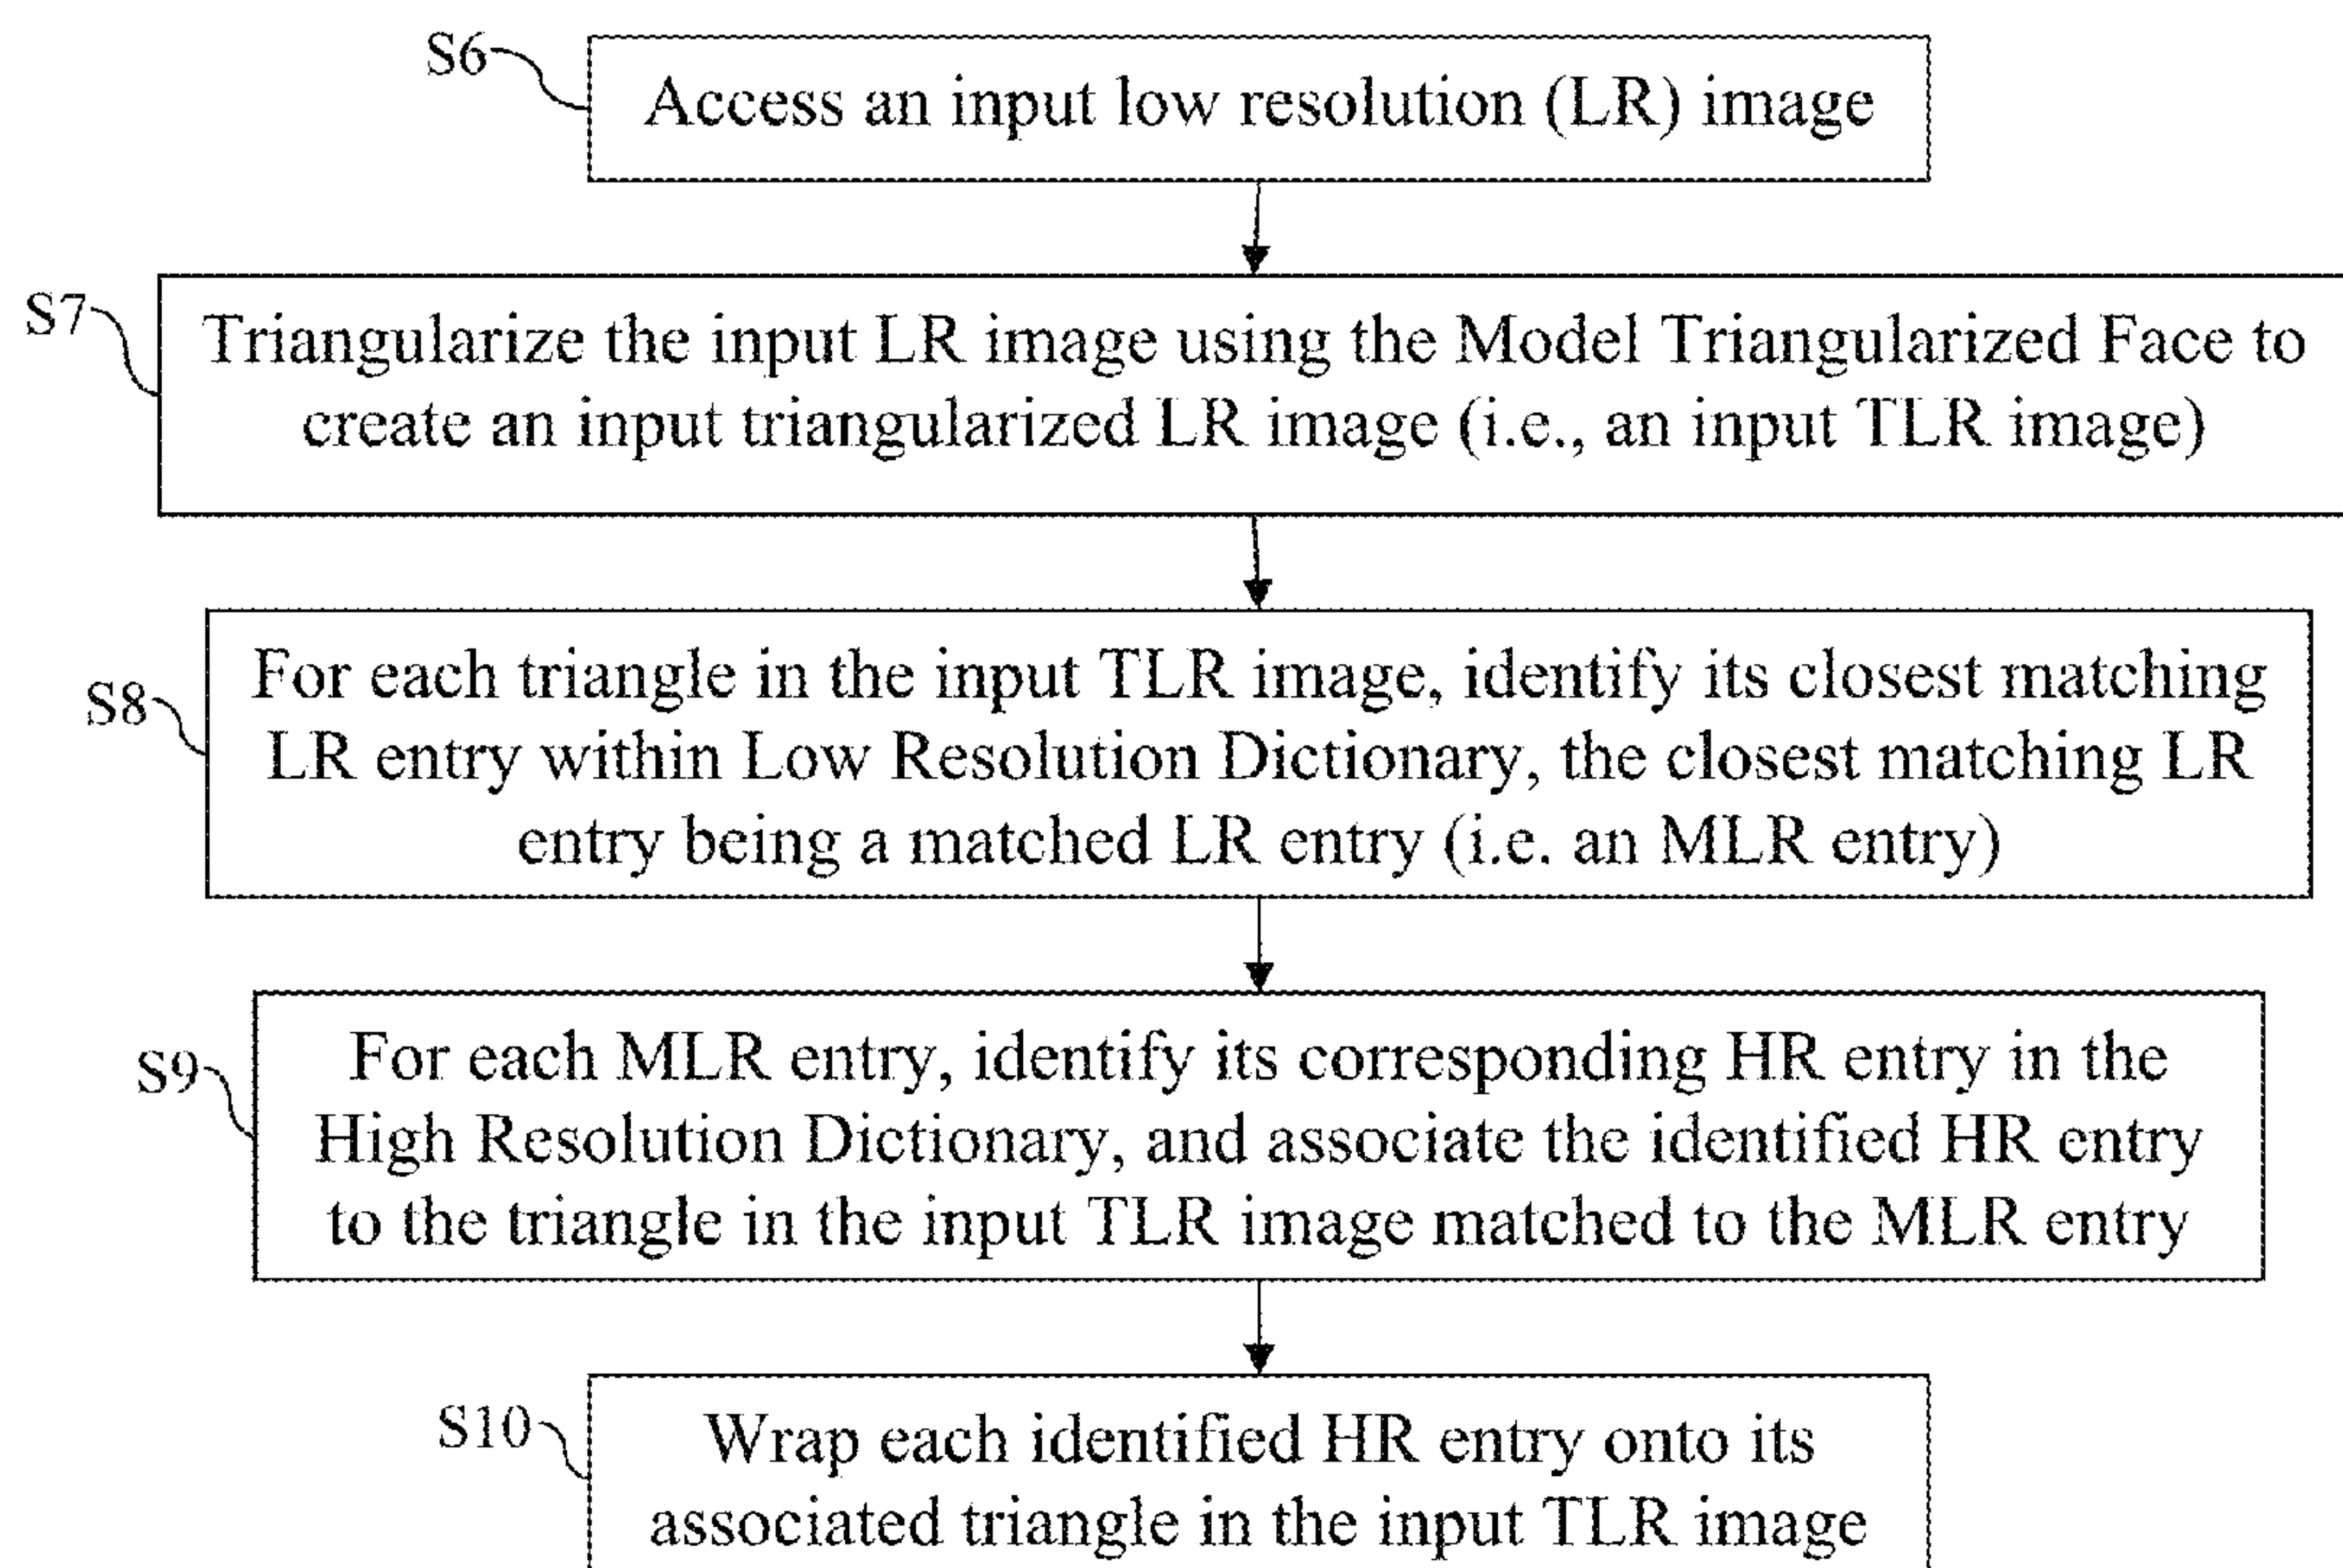 S6
Access an input low resolution (LR) image
S7
Triangularize the input LR image using the Model Triangularized Face to
create an input triangularized LR image (i.e., an input TLR image)
S8
For each triangle in the input TLR image, identify its closest matching
LR entry within Low Resolution Dictionary, the closest matching LR
entry being a matched LR entry (i.e. an MLR entry)
S9
For each MLR entry, identify its corresponding HR entry in the
High Resolution Dictionary, and associate the identified HR entry
to the triangle in the input TLR image matched to the MLR entry
S10
Wrap each identified HR entry onto its
associated triangle in the input TLR image